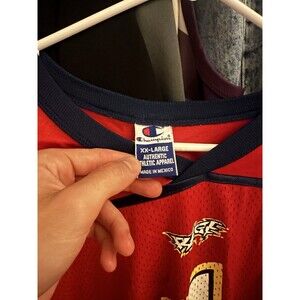 Champion
XX-LARGE
AUTHENTIC
ATHLETIC APPAREL
MADE IN MEXICO